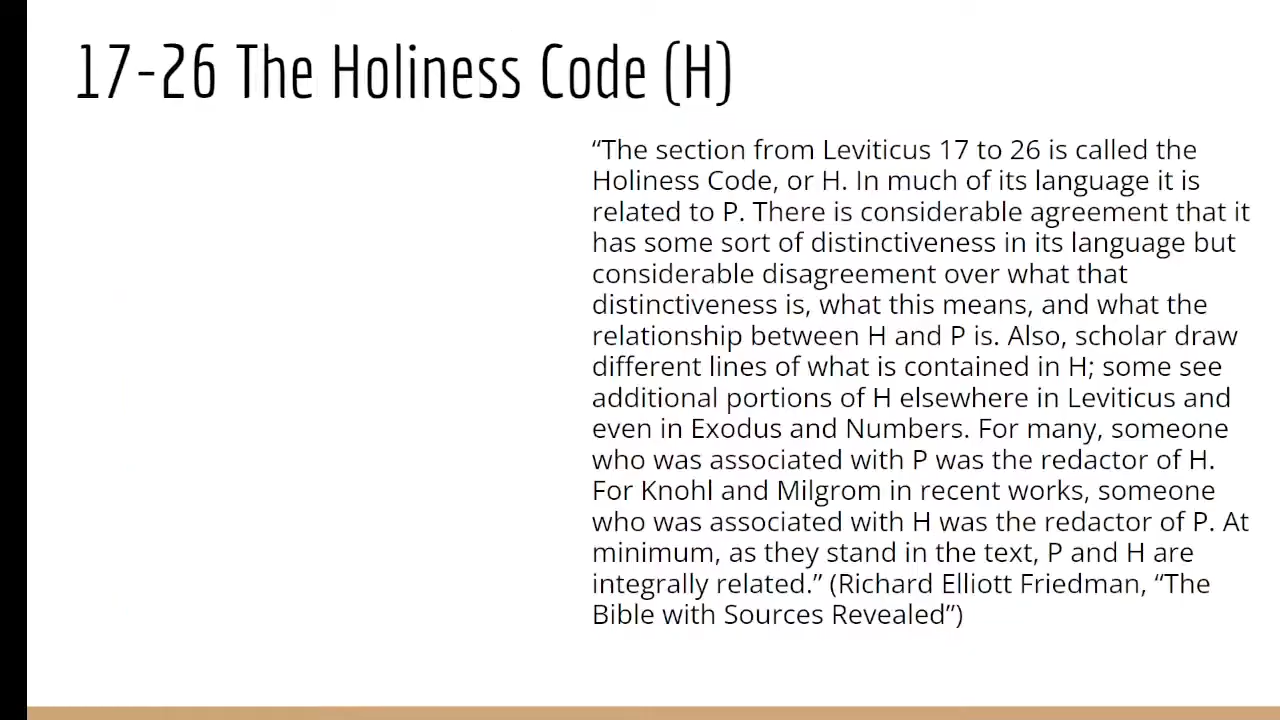 17-26 The Holiness Code (H)
“The section from Leviticus 17 to 26 is called the
Holiness Code, or H. In much of its language it is
related to P. There is considerable agreement that it
has some sort of distinctiveness in its language but
considerable disagreement over what that
distinctiveness is, what this means, and what the
relationship between H and P is. Also, scholar draw
different lines of what is contained in H; some see
additional portions of H elsewhere in Leviticus and
even in Exodus and Numbers. For many, someone
who was associated with P was the redactor of H.
For Knohl and Milgrom in recent works, someone
who was associated with H was the redactor of P. At
minimum, as they stand in the text, P and H are
integrally related.” (Richard Elliott Friedman, “The
Bible with Sources Revealed”)